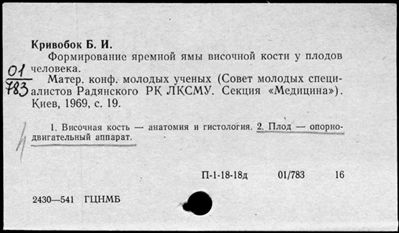 Кривобок Б. И.
Формирование яремной ямы височной кости у плодов
человека.
01/783
Матер. конф. молодых ученых (Совет молодых специ-
алистов Радянского РК ЛКСМУ. Секция «Медицина»).
Киев, 1969, с. 19.
1. Височная кость — анатомия и гистология. 2. Плод — опорно-
двигательный аппарат.
П-1-18-18д 01/783 16
2430—541 ГЦНМБ